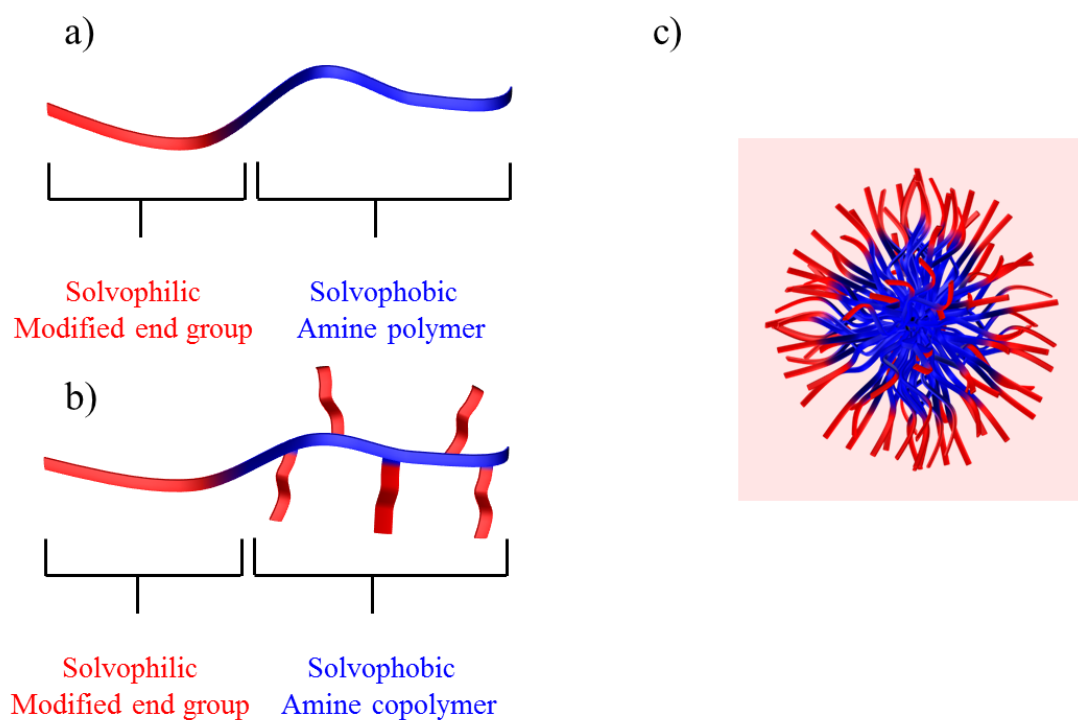 a)
Solvophilic
Modified end group
Solvophobic
Amine polymer
b)
Solvophilic
Modified end group
Solvophobic
Amine copolymer
c)